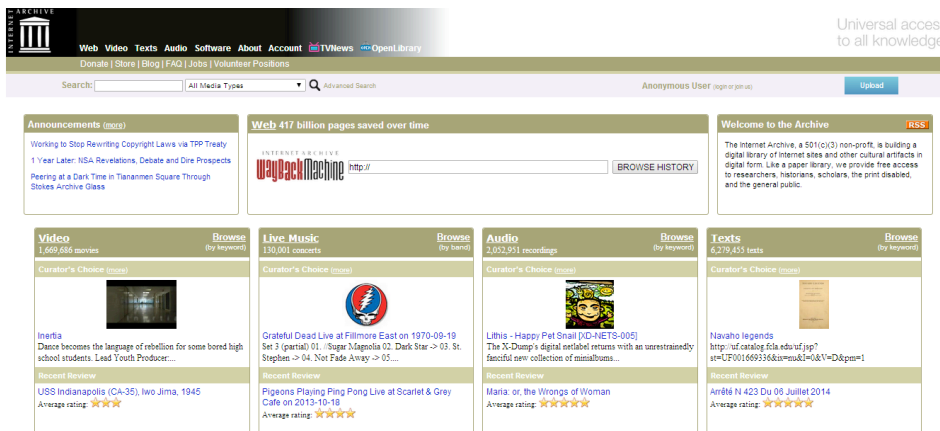 INTERNET ARCHIVE
Universal acces
to all knowledge
Web Video Texts Audio Software About Account TVNews OpenLibrary
Donate | Store | Blog | FAQ | Jobs | Volunteer Positions
Search: All Media Types Advanced Search Anonymous User (login or join us) Upload
Announcements (more)
Working to Stop Rewriting Copyright Laws via TPP Treaty
1 Year Later: NSA Revelations, Debate and Dire Prospects
Peering at a Dark Time in Tiananmen Square Through
Stokes Archive Glass
Web 417 billion pages saved over time
INTERNET ARCHIVE
WayBackMachine http:// BROWSE HISTORY
Welcome to the Archive RSS
The Internet Archive, a 501(c)(3) non-profit, is building a
digital library of Internet sites and other cultural artifacts in
digital form. Like a paper library, we provide free access
to researchers, historians, scholars, the print disabled,
and the general public.
Video Browse
1,669,686 movies (by keyword)
Curator's Choice (more)
Inertia
Dance becomes the language of rebellion for some bored high
school students. Lead Youth Producer:...
Recent Review
USS Indianapolis (CA-35), Iwo Jima, 1945
Average rating:
Live Music Browse
130,001 concerts (by band)
Curator's Choice (more)
Grateful Dead Live at Fillmore East on 1970-09-19
Set 3 (partial) 01. //Sugar Magnolia 02. Dark Star -> 03. St.
Stephen -> 04. Not Fade Away -> 05....
Recent Review
Pigeons Playing Ping Pong Live at Scarlet & Grey
Cafe on 2013-10-18
Average rating:
Audio Browse
2,052,951 recordings (by keyword)
Curator's Choice (more)
Lithis - Happy Pet Snail [XD-NETS-005]
The X-Dump's digital netlabel returns with an unrestrainedly
fanciful new collection of minialbums...
Recent Review
Maria: or, the Wrongs of Woman
Average rating:
Texts Browse
6,279,455 texts (by keyword)
Curator's Choice (more)
Navaho legends
http://uf.catalog.fcla.edu/uf.jsp?
st=UF001669336&ix=nu&I=0&V=D&pm=1
Recent Review
Arrêté N 423 Du 06 Juillet 2014
Average rating: